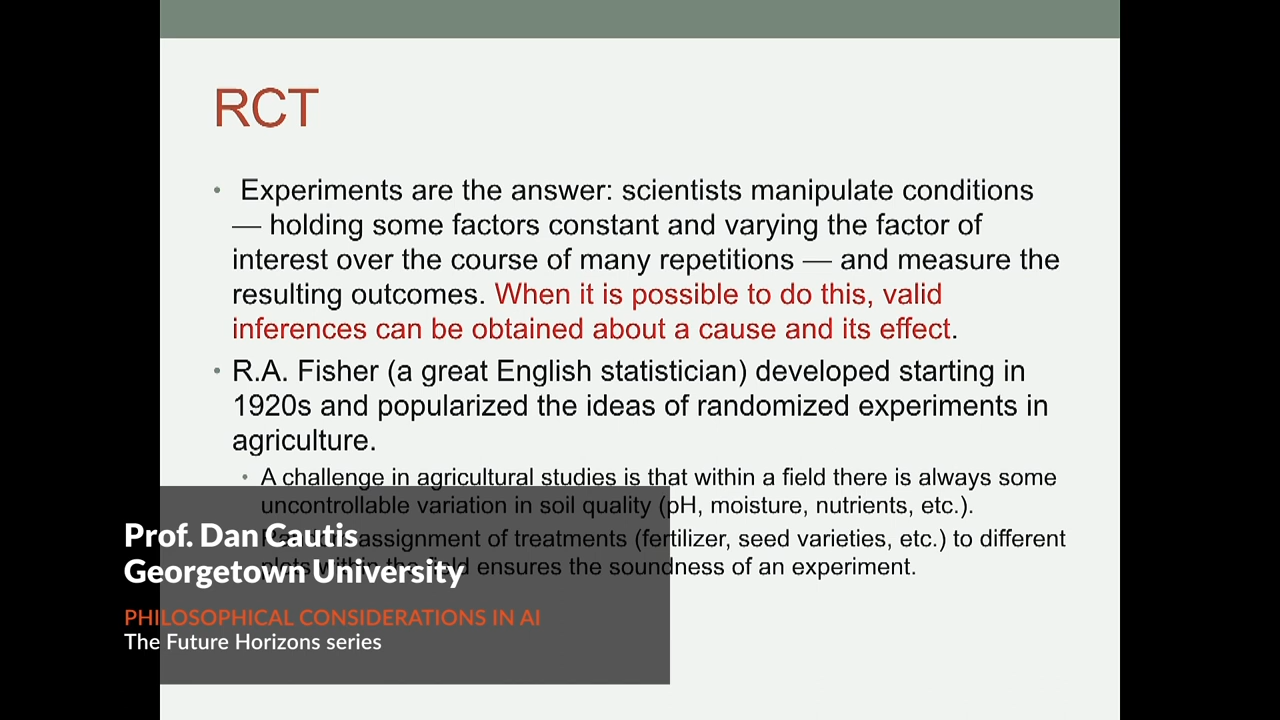 RCT
• Experiments are the answer: scientists manipulate conditions
— holding some factors constant and varying the factor of
interest over the course of many repetitions — and measure the
resulting outcomes. When it is possible to do this, valid
inferences can be obtained about a cause and its effect.
• R.A. Fisher (a great English statistician) developed starting in
1920s and popularized the ideas of randomized experiments in
agriculture.
• A challenge in agricultural studies is that within a field there is always some
uncontrollable variation in soil quality (pH, moisture, nutrients, etc.).
assignment of treatments (fertilizer, seed varieties, etc.) to different
plots within the field ensures the soundness of an experiment.
Prof. Dan Cautis
Georgetown University
PHILOSOPHICAL CONSIDERATIONS IN AI
The Future Horizons series